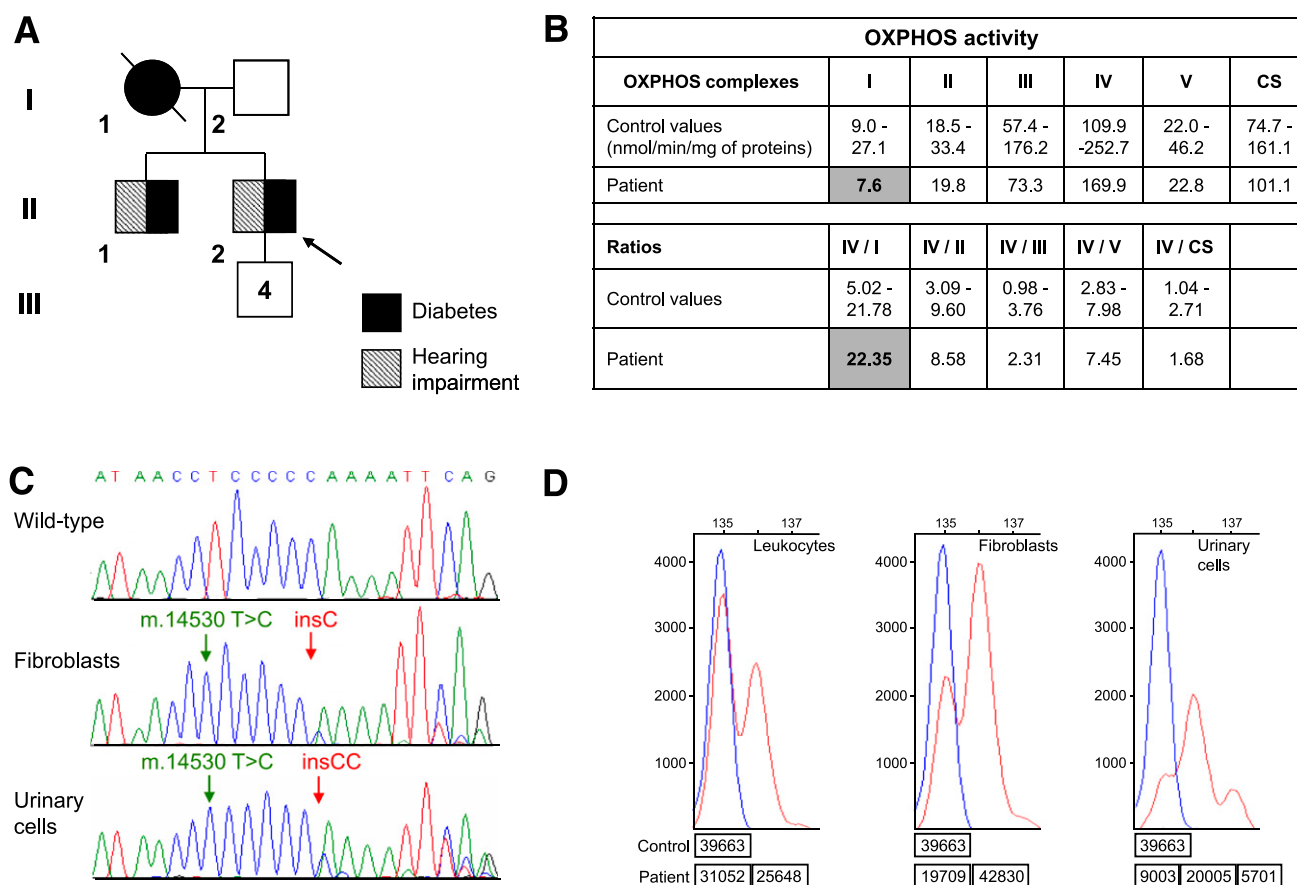 A
I
1
2
II
1
2
III
4
Diabetes
Hearing
impairment
B
OXPHOS activity
OXPHOS complexes I II III IV V CS
Control values
(nmol/min/mg of proteins)
9.0 - 27.1
18.5 - 33.4
57.4 - 176.2
109.9 -252.7
22.0 - 46.2
74.7 - 161.1
Patient 7.6 19.8 73.3 169.9 22.8 101.1
Ratios IV / I IV / II IV / III IV / V IV / CS
Control values
5.02 - 21.78
3.09 - 9.60
0.98 - 3.76
2.83 - 7.98
1.04 - 2.71
Patient 22.35 8.58 2.31 7.45 1.68
C
A T A A C C T C C C C C A A A A T T C A G
Wild-type
m.14530 T>C insC
Fibroblasts
m.14530 T>C insCC
Urinary
cells
D
135 137
Leukocytes
4000
3000
2000
1000
Control 39663
Patient 31052 25648
135 137
Fibroblasts
4000
3000
2000
1000
39663
19709 42830
135 137
Urinary
cells
4000
3000
2000
1000
39663
9003 20005 5701